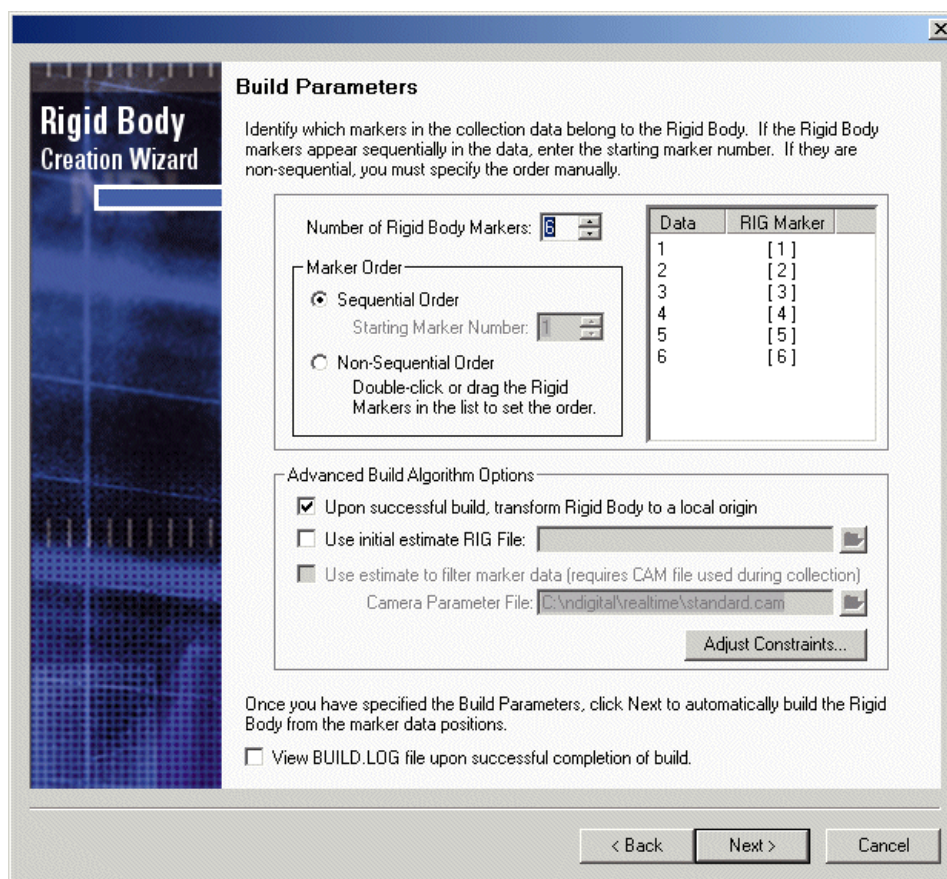 Rigid Body
Creation Wizard
Build Parameters
Identify which markers in the collection data belong to the Rigid Body. If the Rigid Body
markers appear sequentially in the data, enter the starting marker number. If they are
non-sequential, you must specify the order manually.
Number of Rigid Body Markers: 6
Marker Order
Sequential Order
Starting Marker Number: 1
Non-Sequential Order
Double-click or drag the Rigid
Markers in the list to set the order.
Data RIG Marker
1 [ 1 ]
2 [ 2 ]
3 [ 3 ]
4 [ 4 ]
5 [ 5 ]
6 [ 6 ]
Advanced Build Algorithm Options
Upon successful build, transform Rigid Body to a local origin
Use initial estimate RIG File:
Use estimate to filter marker data (requires CAM file used during collection)
Camera Parameter File: C:\ndigital\realtime\standard.cam
Adjust Constraints...
Once you have specified the Build Parameters, click Next to automatically build the Rigid
Body from the marker data positions.
View BUILD.LOG file upon successful completion of build.
< Back Next > Cancel